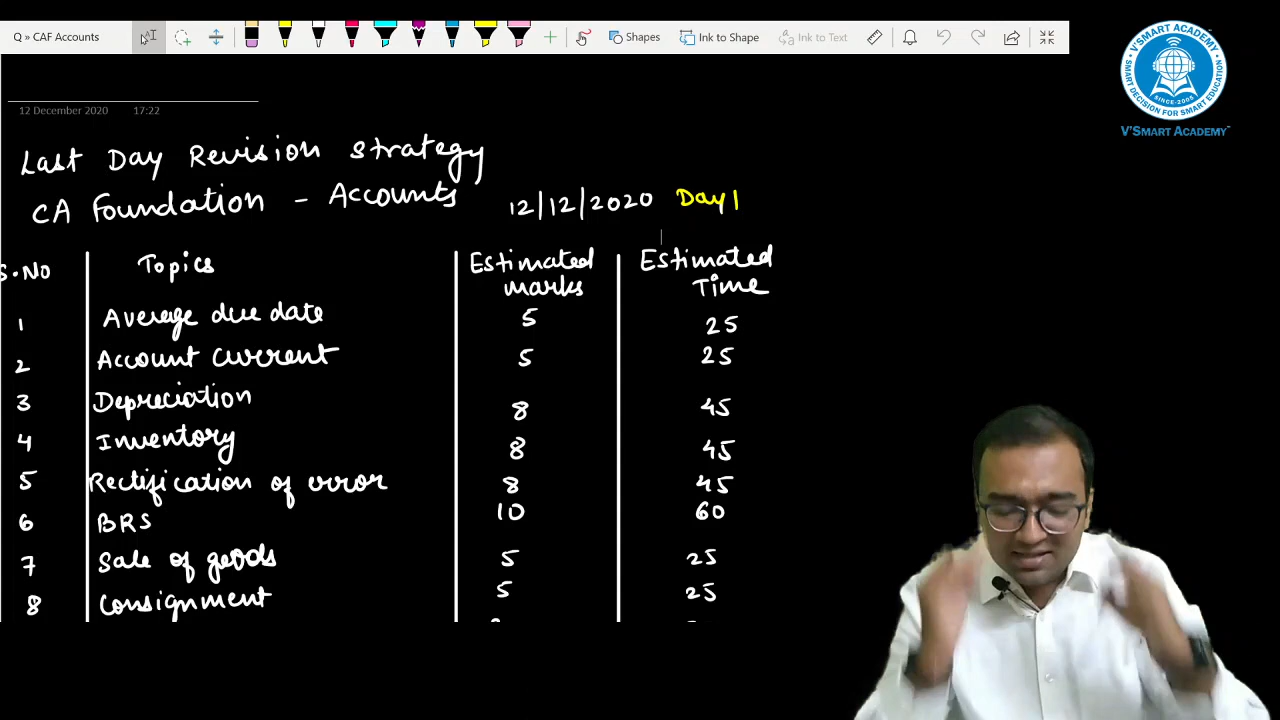 Q » CAF Accounts
Shapes
Ink to Shape
Ink to Text
V'SMART ACADEMY
SMART DECISION FOR SMART EDUCATION
SINCE-2005
V'SMART ACADEMY
12 December 2020 17:22
Last Day Revision Strategy
CA Foundation - Accounts 12/12/2020 Day 1
S.NO Topics Estimated marks Estimated Time
1 Average due date 5 25
2 Account current 5 25
3 Depreciation 8 45
4 Inventory 8 45
5 Rectification of error 8 45
6 BRS 10 60
7 Sale of goods 5 25
8 Consignment 5 25